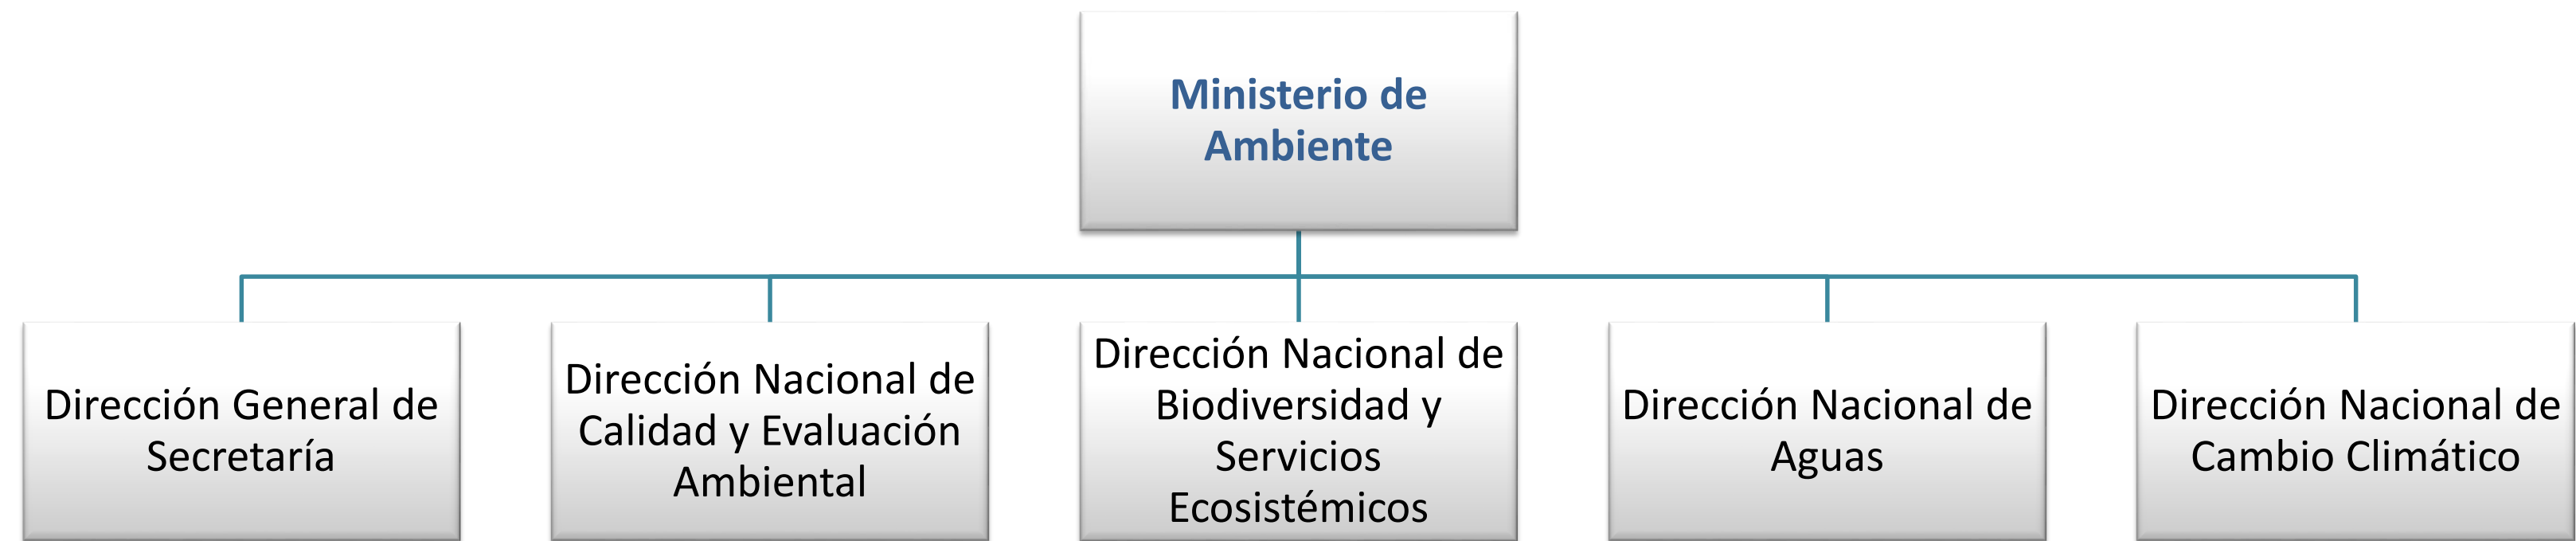 Ministerio de
Ambiente
Dirección General de
Secretaría
Dirección Nacional de
Calidad y Evaluación
Ambiental
Dirección Nacional de
Biodiversidad y
Servicios
Ecosistémicos
Dirección Nacional de
Aguas
Dirección Nacional de
Cambio Climático